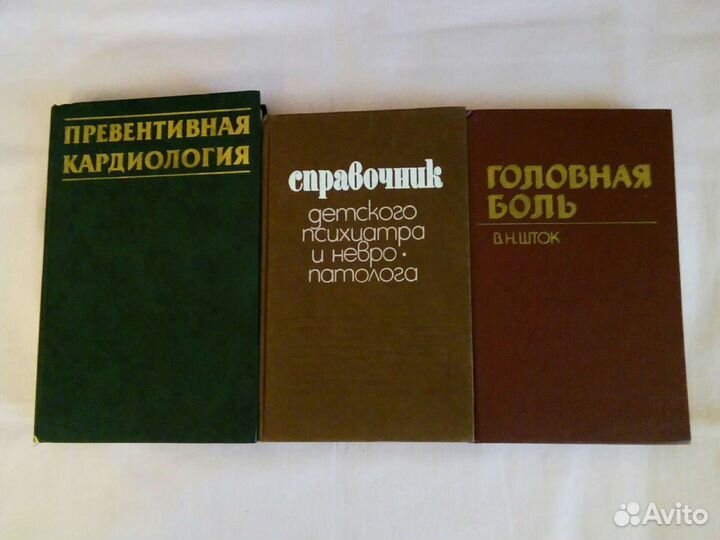 ПРЕВЕНТИВНАЯ
КАРДИОЛОГИЯ
справочник
детского
психиатра
и невро·
патолога
ГОЛОВНАЯ
БОЛЬ
В.Н.ШТОК
Avito